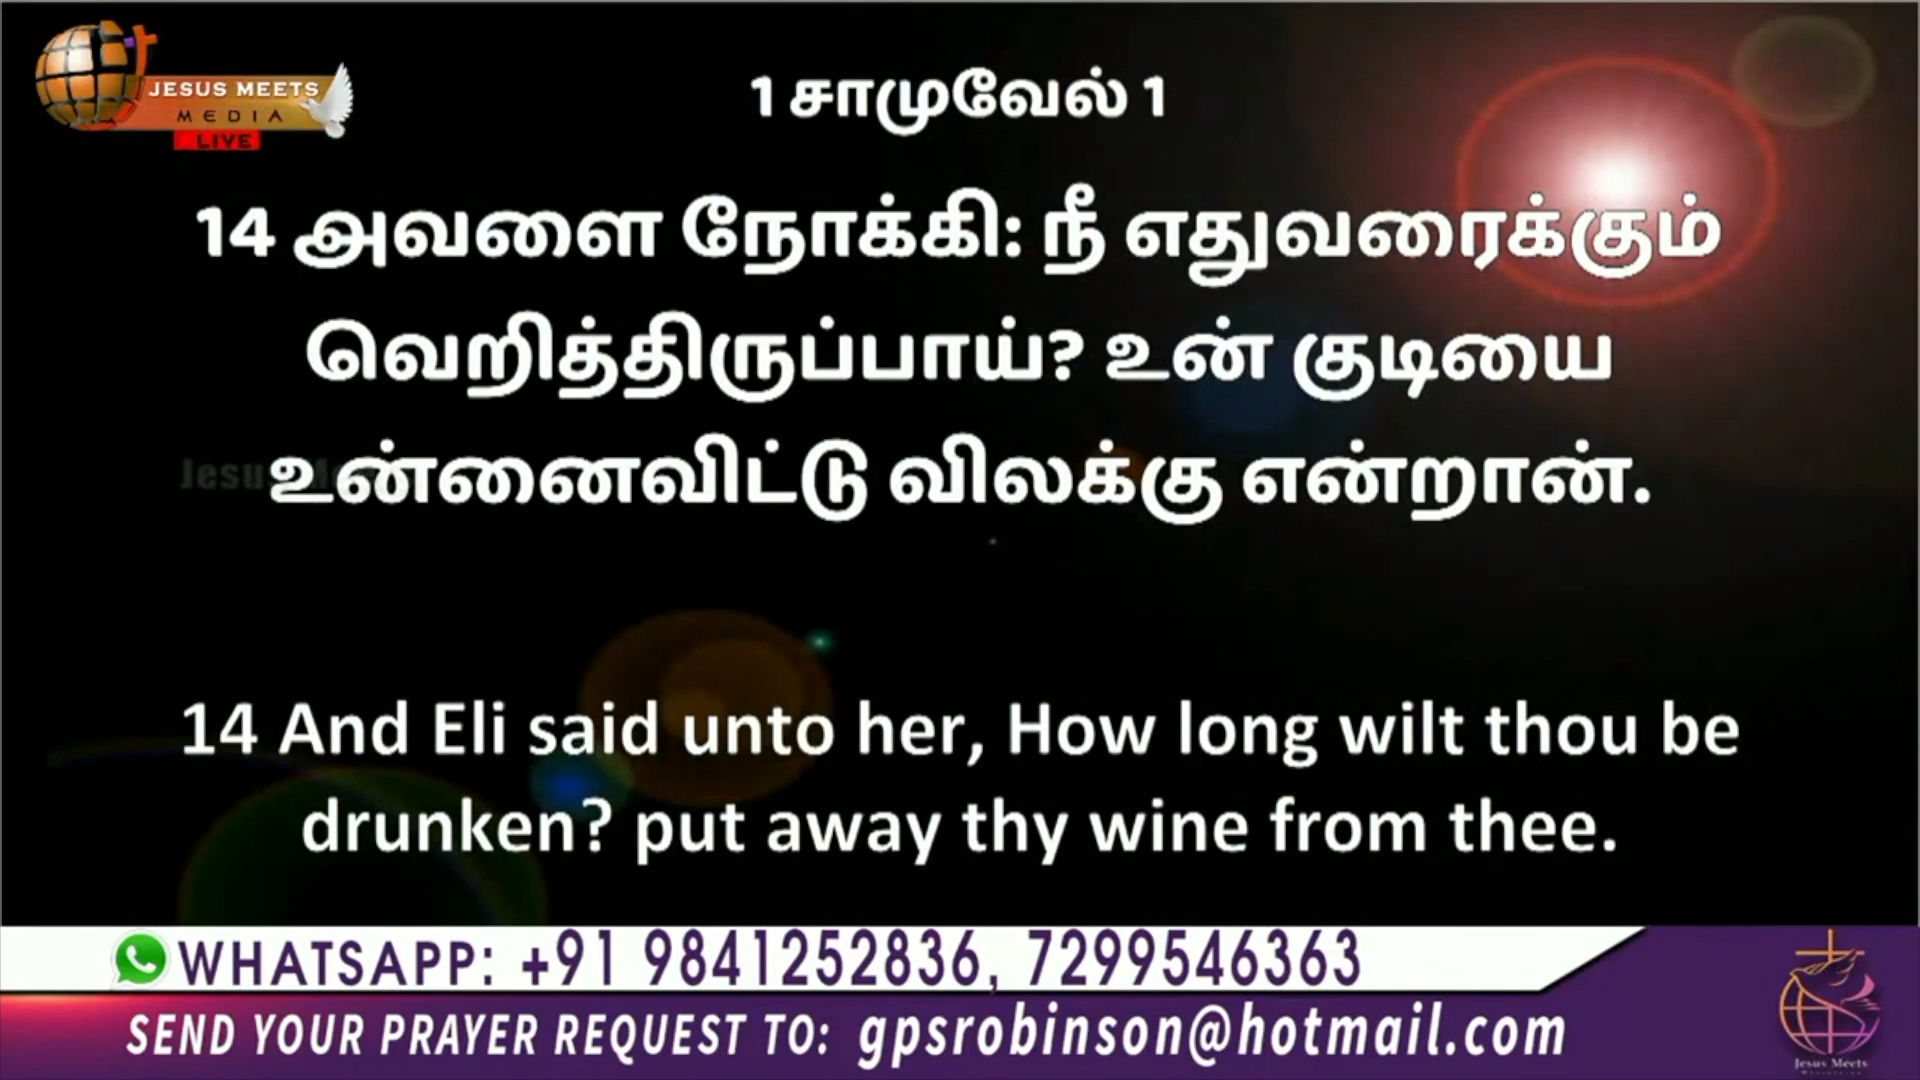 JESUS MEETS
MEDIA
LIVE
1 சாமுவேல் 1
14 அவளை நோக்கி: நீ எதுவரைக்கும்
வெறித்திருப்பாய்? உன் குடியை
உன்னைவிட்டு விலக்கு என்றான்.
14 And Eli said unto her, How long wilt thou be
drunken? put away thy wine from thee.
WHATSAPP: +91 9841252836, 7299546363
SEND YOUR PRAYER REQUEST TO: gpsrobinson@hotmail.com
Jesus Meets